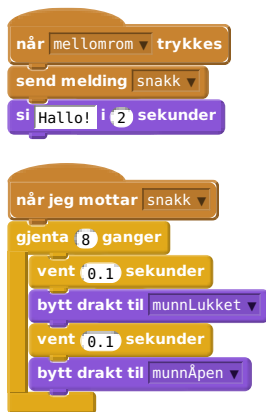 når mellomrom trykkes
send melding snakk
si Hallo! i 2 sekunder
når jeg mottar snakk
gjenta 8 ganger
vent 0.1 sekunder
bytt drakt til munnLukket
vent 0.1 sekunder
bytt drakt til munnÅpen